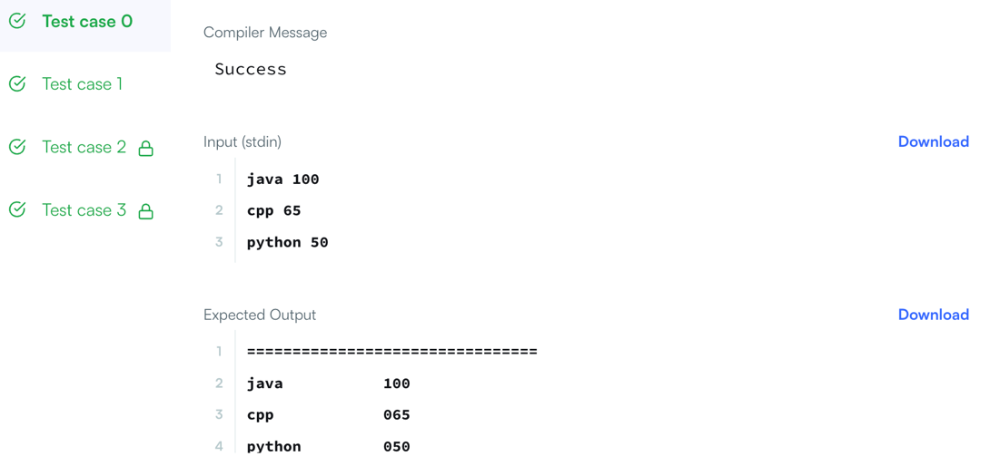 Test case 0
Test case 1
Test case 2
Test case 3
Compiler Message
Success
Input (stdin)
Download
1 java 100
2 cpp 65
3 python 50
Expected Output
Download
1 ================================
2 java           100
3 cpp            065
4 python         050